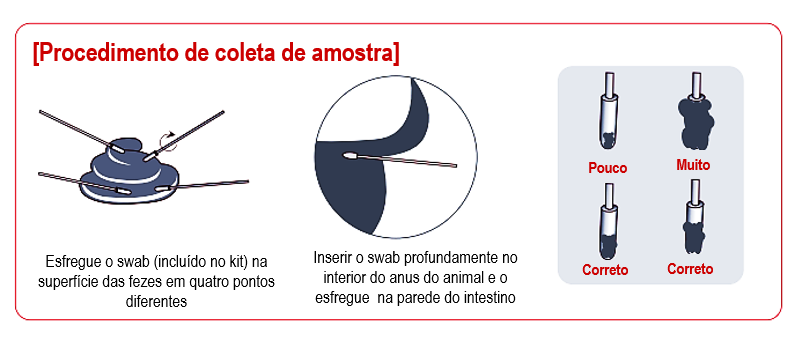 [Procedimento de coleta de amostra]
Esfregue o swab (incluído no kit) na
superfície das fezes em quatro pontos
diferentes
Inserir o swab profundamente no
interior do anus do animal e o
esfregue na parede do intestino
Pouco
Muito
Correto
Correto